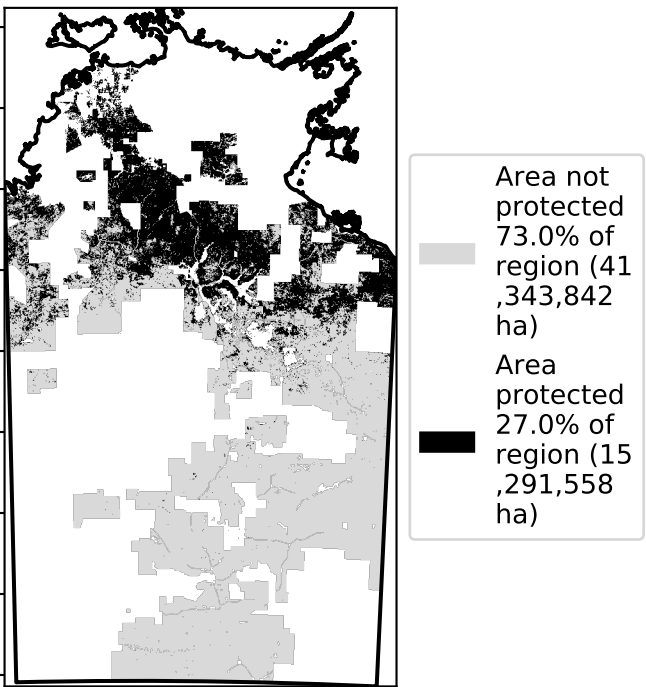 Area not
protected
73.0% of
region (41
,343,842
ha)
Area
protected
27.0% of
region (15
,291,558
ha)